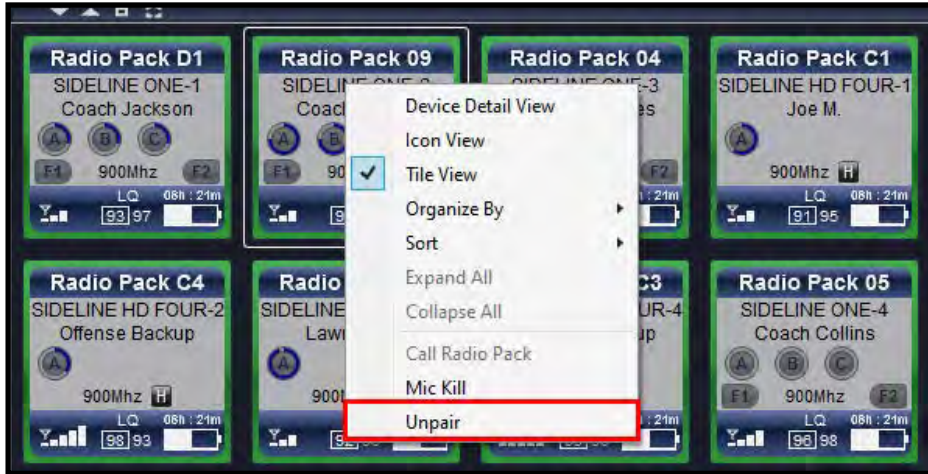 Radio Pack D1
SIDELINE ONE-1
Coach Jackson
A B C
F1 900Mhz F2
LQ 08h : 21m
93 97
Radio Pack 09
SIDELINE
A B
F1
Radio Pack 04
F2
Radio Pack C1
SIDELINE HD FOUR-1
Joe M.
A
900Mhz H
LQ 08h : 21m
91 95
Device Detail View
Icon View
Tile View
Organize By
Sort
Expand All
Collapse All
Call Radio Pack
Mic Kill
Unpair
Radio Pack C4
SIDELINE HD FOUR-2
Offense Backup
A
900Mhz H
LQ 08h : 21m
98 93
Radio
SIDELINE
A
Radio Pack 05
SIDELINE ONE-4
Coach Collins
A B C
F1 900Mhz F2
LQ 08h : 21m
96 98